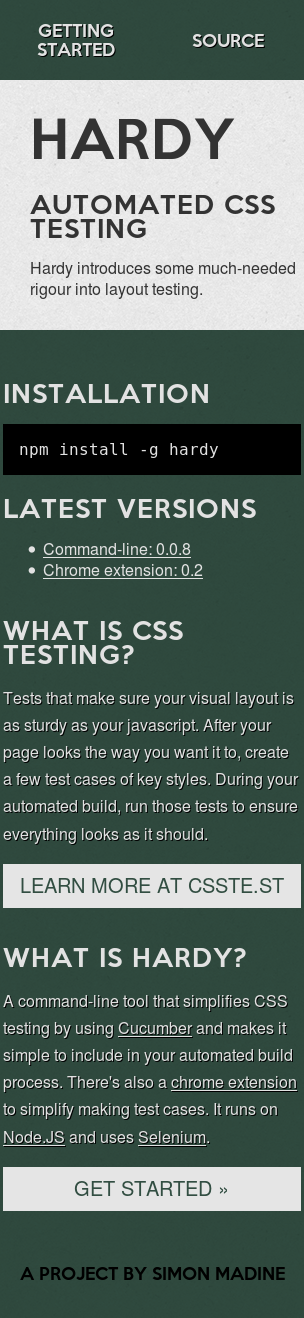 GETTING
STARTED
SOURCE
HARDY
AUTOMATED CSS
TESTING
Hardy introduces some much-needed
rigour into layout testing.
INSTALLATION
npm install -g hardy
LATEST VERSIONS
Command-line: 0.0.8
Chrome extension: 0.2
WHAT IS CSS
TESTING?
Tests that make sure your visual layout is
as sturdy as your javascript. After your
page looks the way you want it to, create
a few test cases of key styles. During your
automated build, run those tests to ensure
everything looks as it should.
LEARN MORE AT CSSTE.ST
WHAT IS HARDY?
A command-line tool that simplifies CSS
testing by using Cucumber and makes it
simple to include in your automated build
process. There's also a chrome extension
to simplify making test cases. It runs on
Node.JS and uses Selenium.
GET STARTED »
A PROJECT BY SIMON MADINE